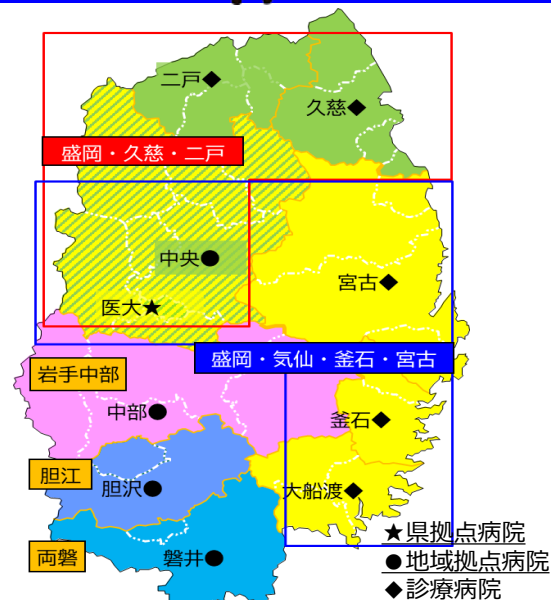 二戸◆
久慈◆
盛岡・久慈・二戸
中央●
宮古◆
医大★
盛岡・気仙・釜石・宮古
岩手中部
中部●
釜石◆
胆江
胆沢●
大船渡◆
両磐
磐井●
★県拠点病院
●地域拠点病院
◆診療病院